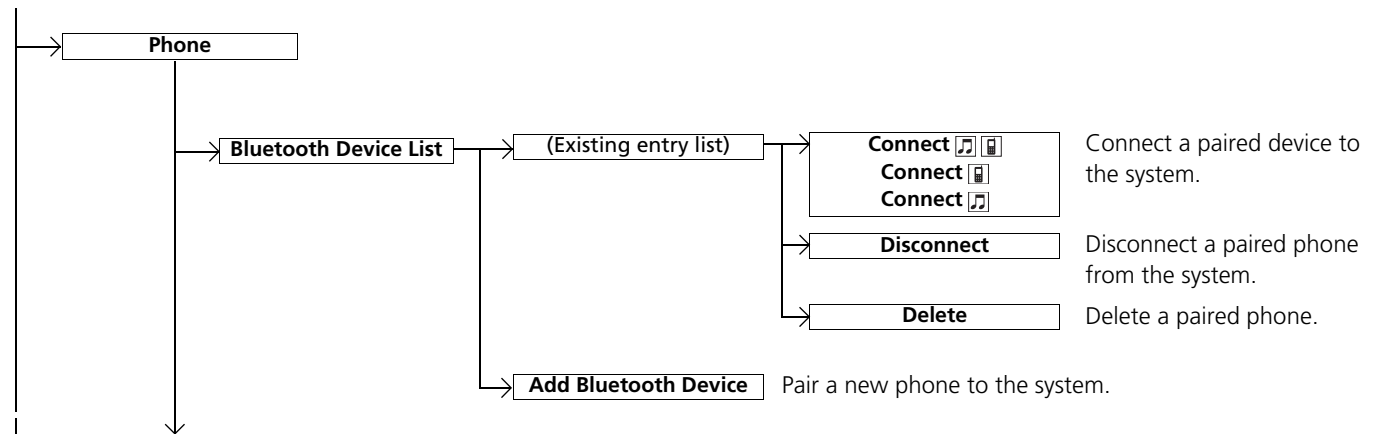 Phone
Bluetooth Device List
(Existing entry list)
Connect
Connect
Connect
Connect a paired device to
the system.
Disconnect
Disconnect a paired phone
from the system.
Delete
Delete a paired phone.
Add Bluetooth Device
Pair a new phone to the system.